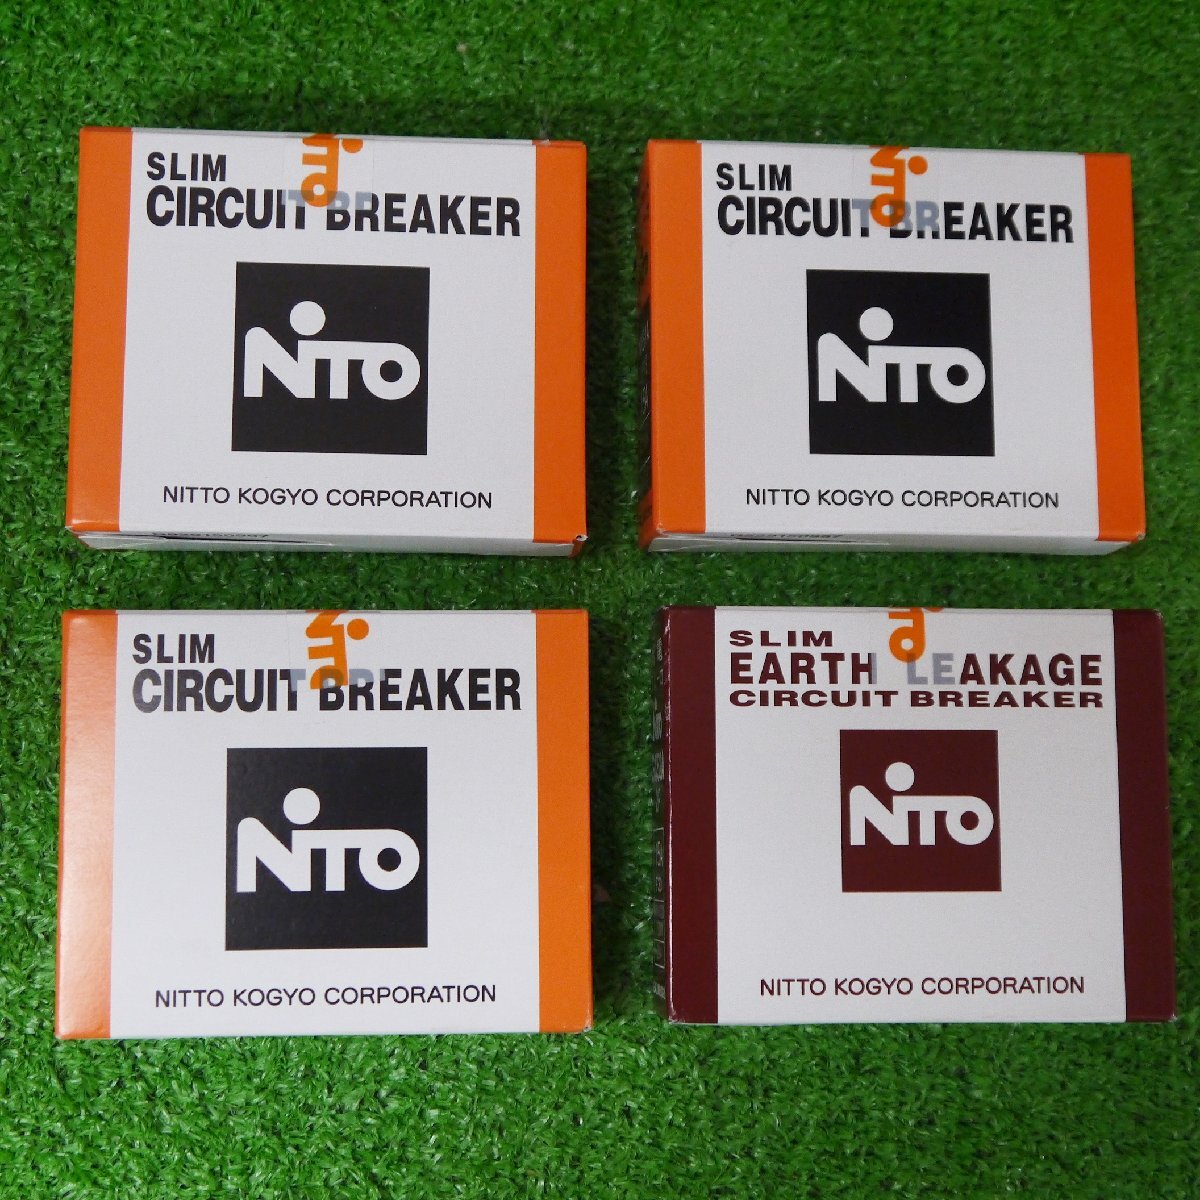 SLIM
CIRCUIT BREAKER
NiTO
NITTO KOGYO CORPORATION
SLIM
CIRCUIT BREAKER
NiTO
NITTO KOGYO CORPORATION
SLIM
CIRCUIT BREAKER
NiTO
NITTO KOGYO CORPORATION
SLIM
EARTH LEAKAGE
CIRCUIT BREAKER
NiTO
NITTO KOGYO CORPORATION